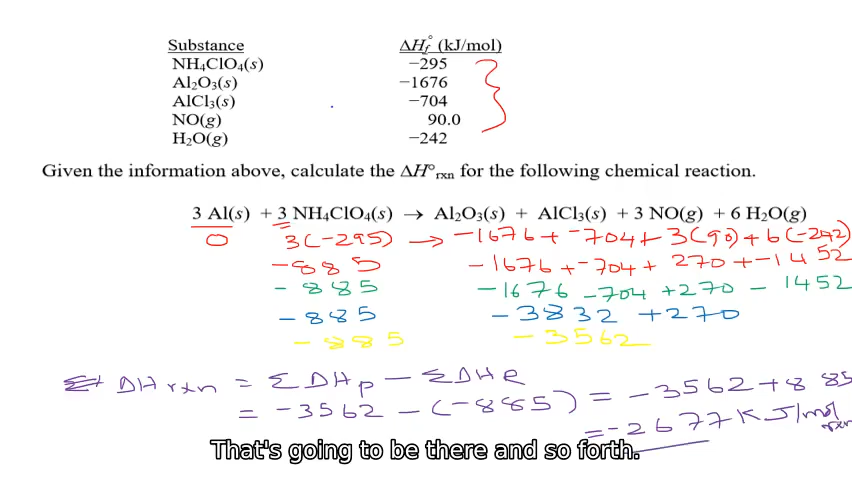 Substance ΔH°f (kJ/mol)
NH₄ClO₄(s) −295
Al₂O₃(s) −1676
AlCl₃(s) −704
NO(g) 90.0
H₂O(g) −242
Given the information above, calculate the ΔH°rxn for the following chemical reaction.
3 Al(s) + 3 NH₄ClO₄(s) → Al₂O₃(s) + AlCl₃(s) + 3 NO(g) + 6 H₂O(g)
0 3(-295) → -1676 + -704 + 3(90) + 6(-242)
-885 -1676 + -704 + 270 + -1452
-885 -1676 -704 +270 - 1452
-885 -3832 +270
-885 -3562
ΔHrxn = ΣΔHp - ΣΔHR
= -3562 - (-885) = -3562 + 885
= -2677 KJ/mol rxn
That's going to be there and so forth.